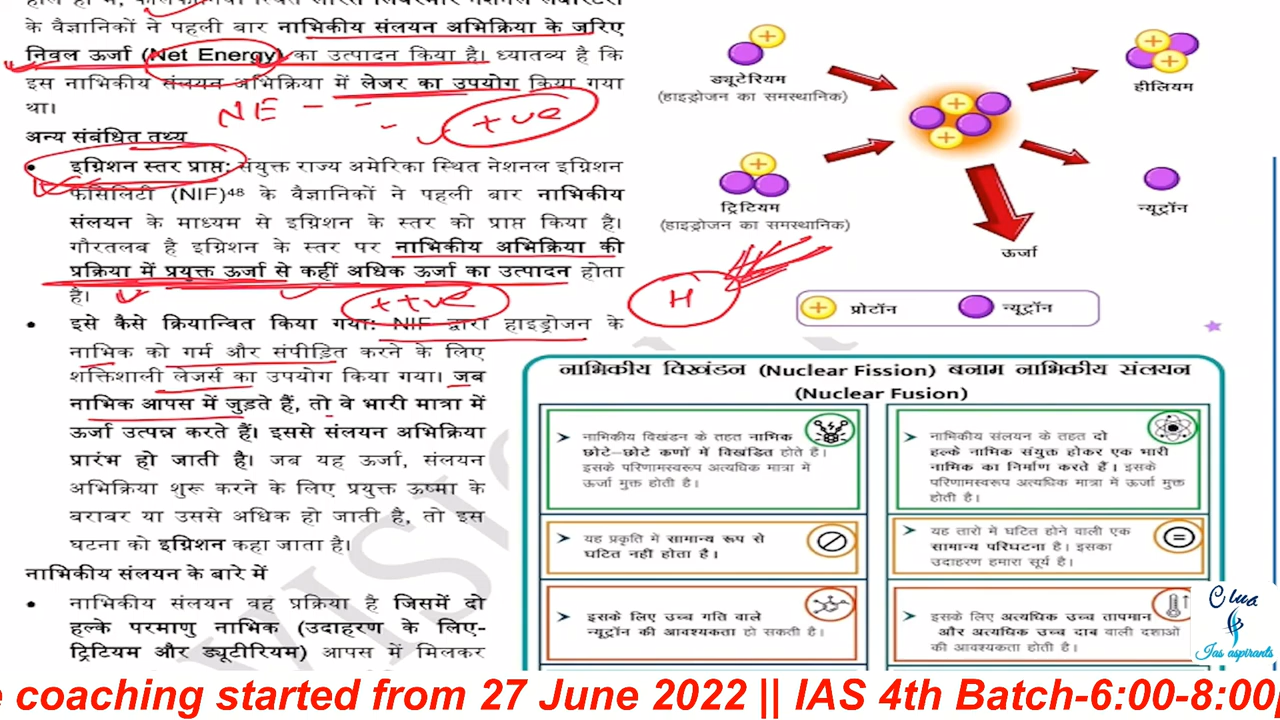 के वैज्ञानिकों ने पहली बार नाभिकीय संलयन अभिक्रिया के जरिए
निवल ऊर्जा (Net Energy) का उत्पादन किया है। ध्यातव्य है कि
इस नाभिकीय संलयन अभिक्रिया में लेजर का उपयोग किया गया
था।
NE
+ve
अन्य संबंधित तथ्य
• इग्निशन स्तर प्राप्त: संयुक्त राज्य अमेरिका स्थित नेशनल इग्निशन
फैसिलिटी (NIF)⁴⁸ के वैज्ञानिकों ने पहली बार नाभिकीय
संलयन के माध्यम से इग्निशन के स्तर को प्राप्त किया है।
गौरतलब है इग्निशन के स्तर पर नाभिकीय अभिक्रिया की
प्रक्रिया में प्रयुक्त ऊर्जा से कहीं अधिक ऊर्जा का उत्पादन होता
है।
++ve
• इसे कैसे क्रियान्वित किया गया: NIF द्वारा हाइड्रोजन के
नाभिक को गर्म और संपीड़ित करने के लिए
शक्तिशाली लेजर्स का उपयोग किया गया। जब
नाभिक आपस में जुड़ते हैं, तो वे भारी मात्रा में
ऊर्जा उत्पन्न करते हैं। इससे संलयन अभिक्रिया
प्रारंभ हो जाती है। जब यह ऊर्जा, संलयन
अभिक्रिया शुरू करने के लिए प्रयुक्त ऊष्मा के
बराबर या उससे अधिक हो जाती है, तो इस
घटना को इग्निशन कहा जाता है।
नाभिकीय संलयन के बारे में
• नाभिकीय संलयन वह प्रक्रिया है जिसमें दो
हल्के परमाणु नाभिक (उदाहरण के लिए-
ट्रिटियम और ड्यूटीरियम) आपस में मिलकर
ड्यूटेरियम
(हाइड्रोजन का समस्थानिक)
हीलियम
ट्रिटियम
(हाइड्रोजन का समस्थानिक)
न्यूट्रॉन
ऊर्जा
H
प्रोटॉन
न्यूट्रॉन
नाभिकीय विखंडन (Nuclear Fission) बनाम नाभिकीय संलयन
(Nuclear Fusion)
➤ नाभिकीय विखंडन के तहत नाभिक
छोटे-छोटे कणों में विखंडित होते है।
इसके परिणामस्वरूप अत्यधिक मात्रा में
ऊर्जा मुक्त होती है।
➤ नाभिकीय संलयन के तहत दो
हल्के नाभिक संयुक्त होकर एक भारी
नाभिक का निर्माण करते हैं। इसके
परिणामस्वरूप अत्यधिक मात्रा में ऊर्जा मुक्त
होती है।
➤ यह प्रकृति में सामान्य रूप से
घटित नहीं होता है।
➤ यह तारो में घटित होने वाली एक
सामान्य परिघटना है। इसका
उदाहरण हमारा सूर्य है।
➤ इसके लिए उच्च गति वाले
न्यूट्रॉन की आवश्यकता हो सकती है।
➤ इसके लिए अत्यधिक उच्च तापमान
और अत्यधिक उच्च दाब वाली दशाओं
की आवश्यकता होती है।
VISI
Clue
Ias aspirants
e coaching started from 27 June 2022 || IAS 4th Batch-6:00-8:00p